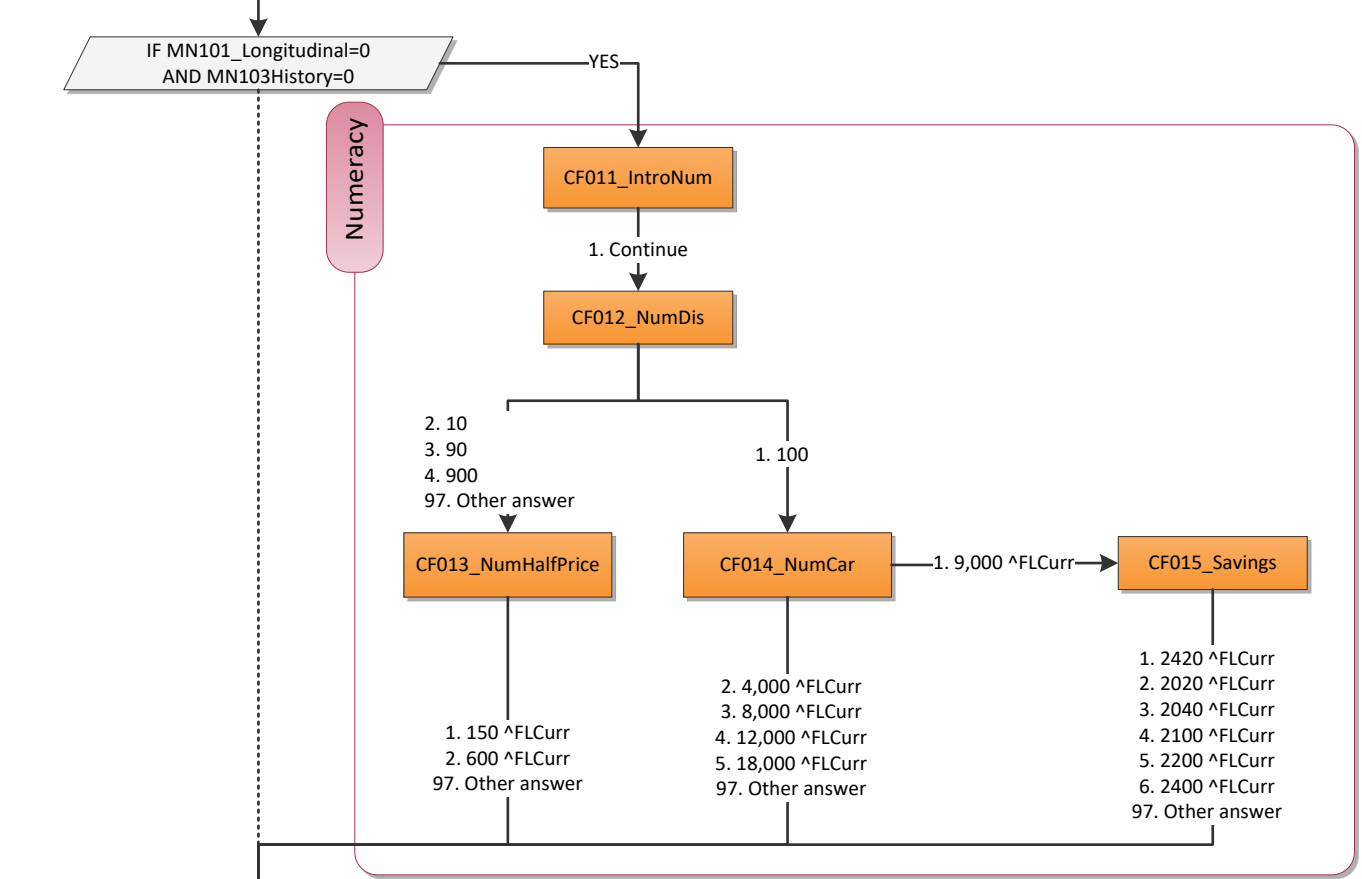 IF MN101_Longitudinal=0
AND MN103History=0
YES
Numeracy
CF011_IntroNum
1. Continue
CF012_NumDis
2. 10
3. 90
4. 900
97. Other answer
1. 100
CF013_NumHalfPrice
CF014_NumCar
1. 9,000 ^FLCurr
CF015_Savings
1. 150 ^FLCurr
2. 600 ^FLCurr
97. Other answer
2. 4,000 ^FLCurr
3. 8,000 ^FLCurr
4. 12,000 ^FLCurr
5. 18,000 ^FLCurr
97. Other answer
1. 2420 ^FLCurr
2. 2020 ^FLCurr
3. 2040 ^FLCurr
4. 2100 ^FLCurr
5. 2200 ^FLCurr
6. 2400 ^FLCurr
97. Other answer